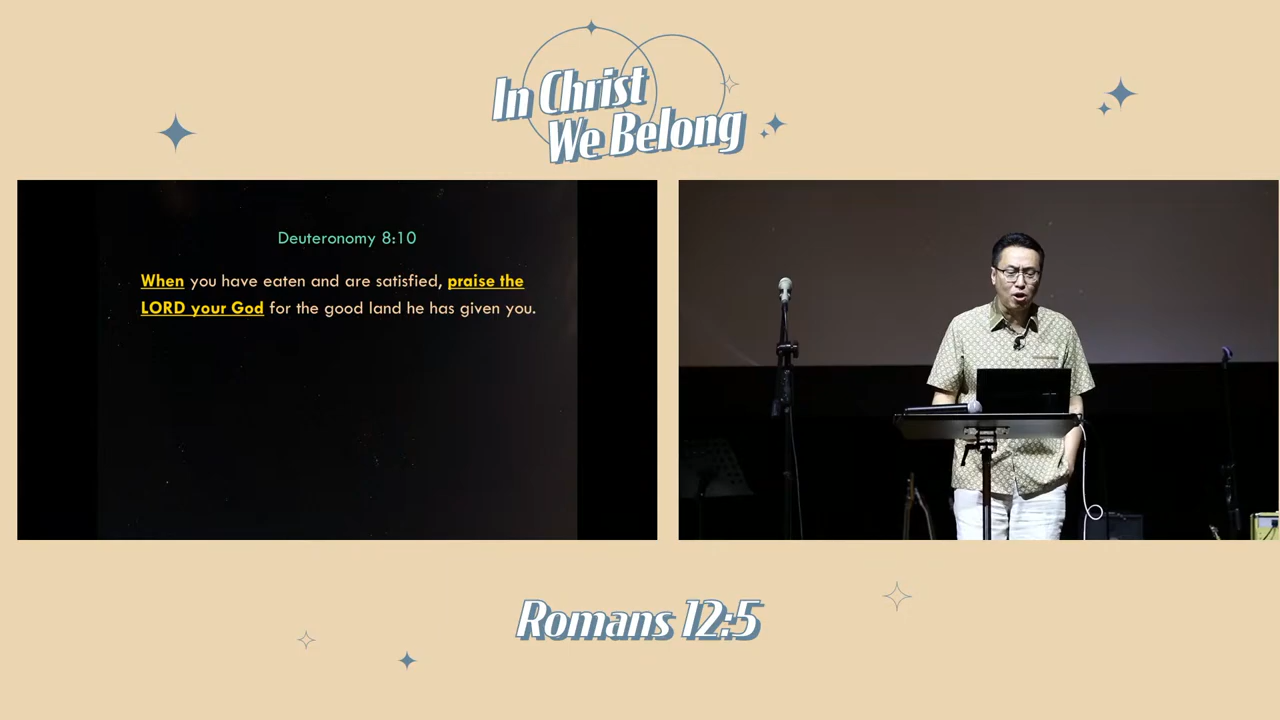 In Christ
We Belong
Deuteronomy 8:10
When you have eaten and are satisfied, praise the
LORD your God for the good land he has given you.
Romans 12:5